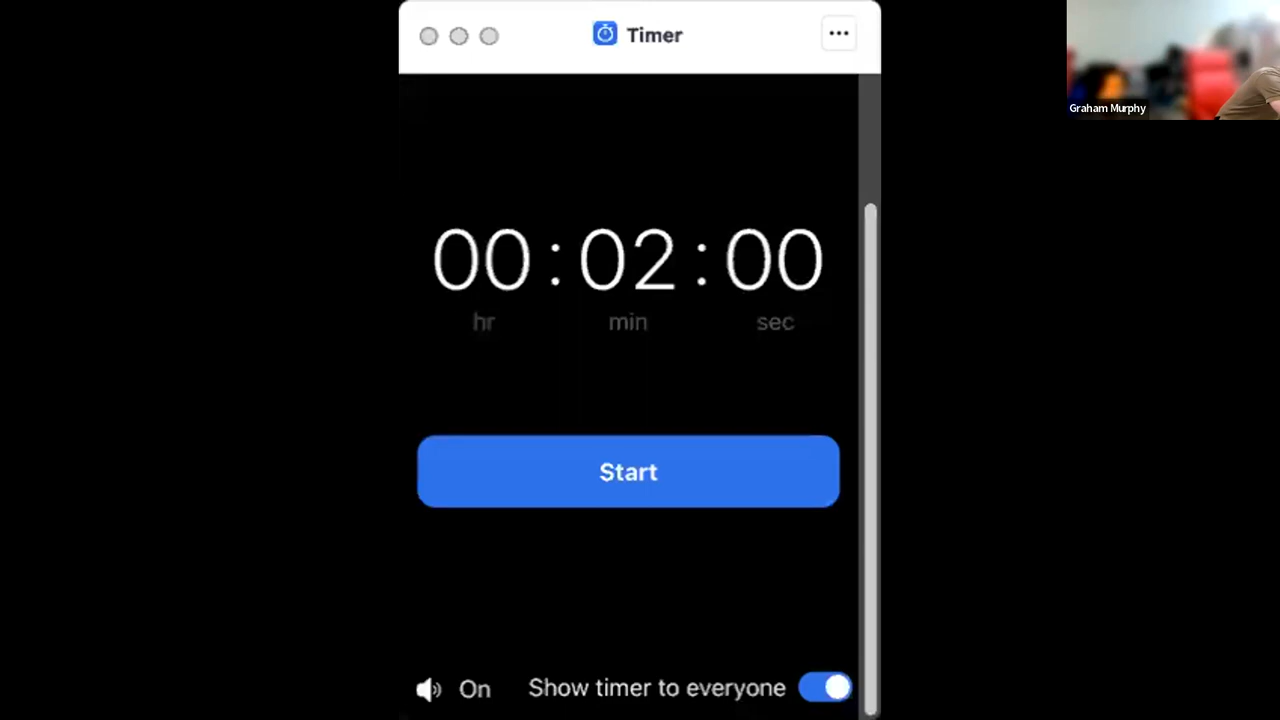 Timer
Graham Murphy
00:02:00
hr min sec
Start
On Show timer to everyone